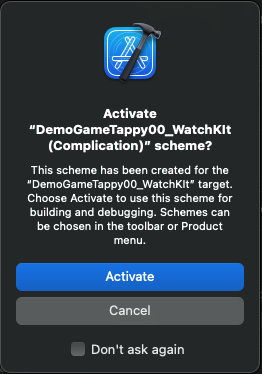 Activate
“DemoGameTappy00_WatchKIt
(Complication)” scheme?
This scheme has been created for the
“DemoGameTappy00_WatchKIt” target.
Choose Activate to use this scheme for
building and debugging. Schemes can
be chosen in the toolbar or Product
menu.
Activate
Cancel
Don't ask again